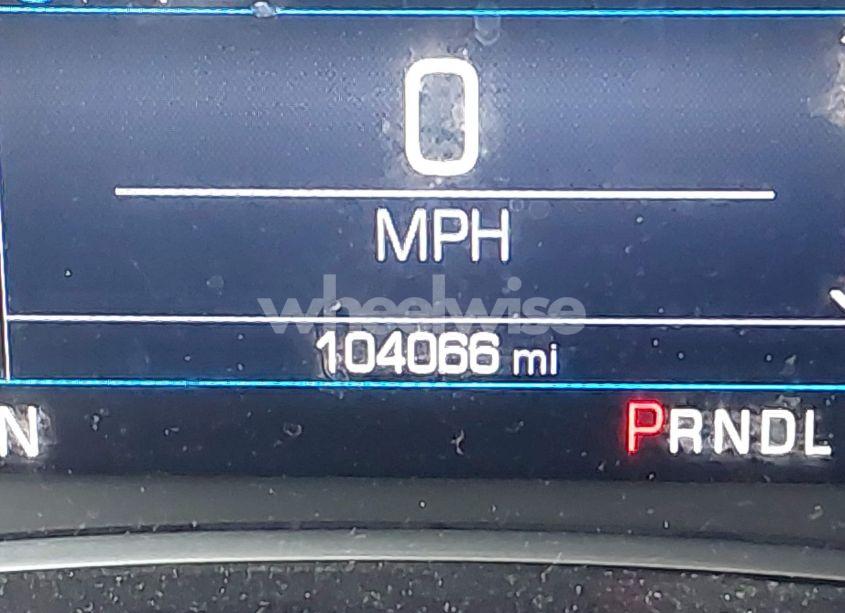 0
MPH
wheelwise
104066 mi
N PRNDL